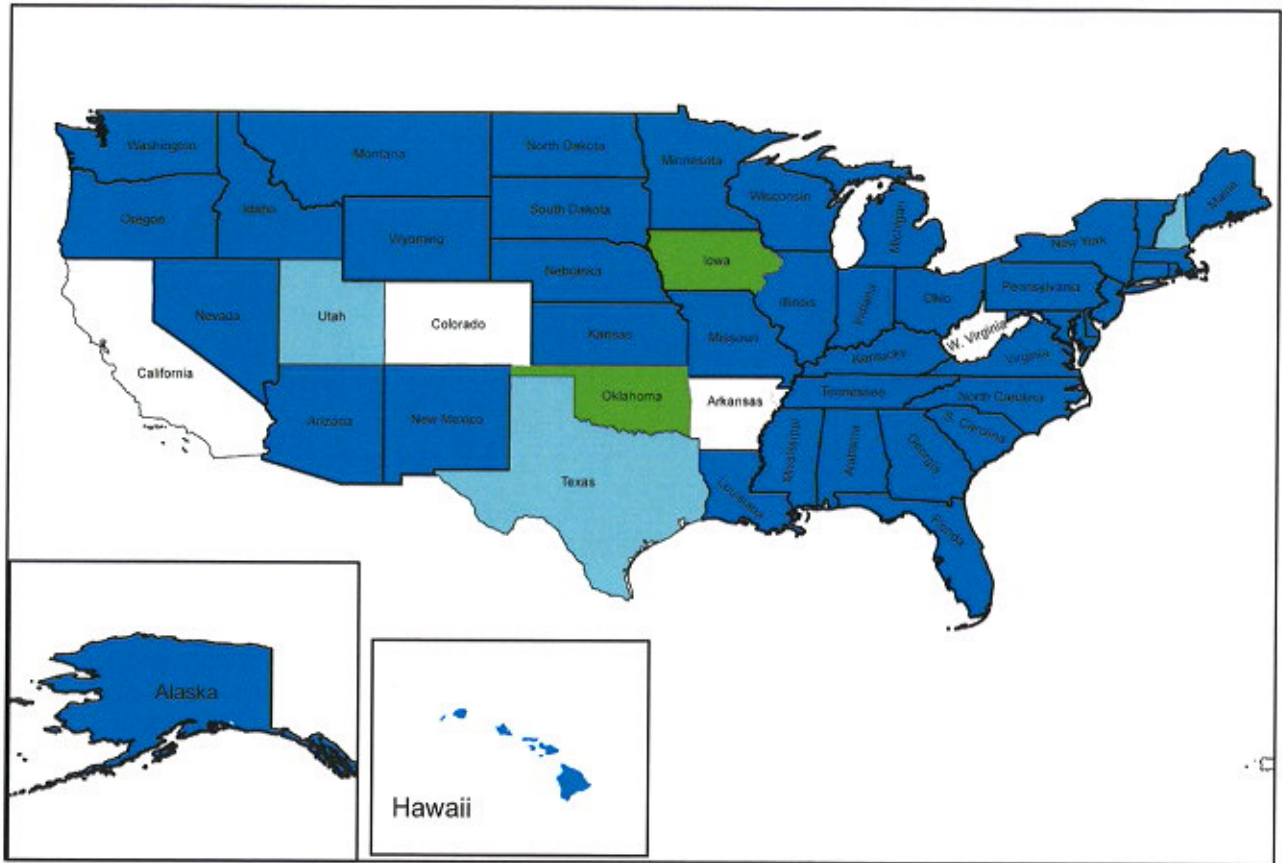 Washington
Montana
North Dakota
Minnesota
Maine
Oregon
Idaho
South Dakota
Wisconsin
Michigan
New York
Wyoming
Iowa
Nebraska
Illinois
Indiana
Ohio
Pennsylvania
Nevada
Utah
Colorado
Kansas
Missouri
Kentucky
W. Virginia
Virginia
California
Arizona
New Mexico
Oklahoma
Arkansas
Tennessee
North Carolina
S. Carolina
Mississippi
Alabama
Georgia
Texas
Louisiana
Florida
Alaska
Hawaii